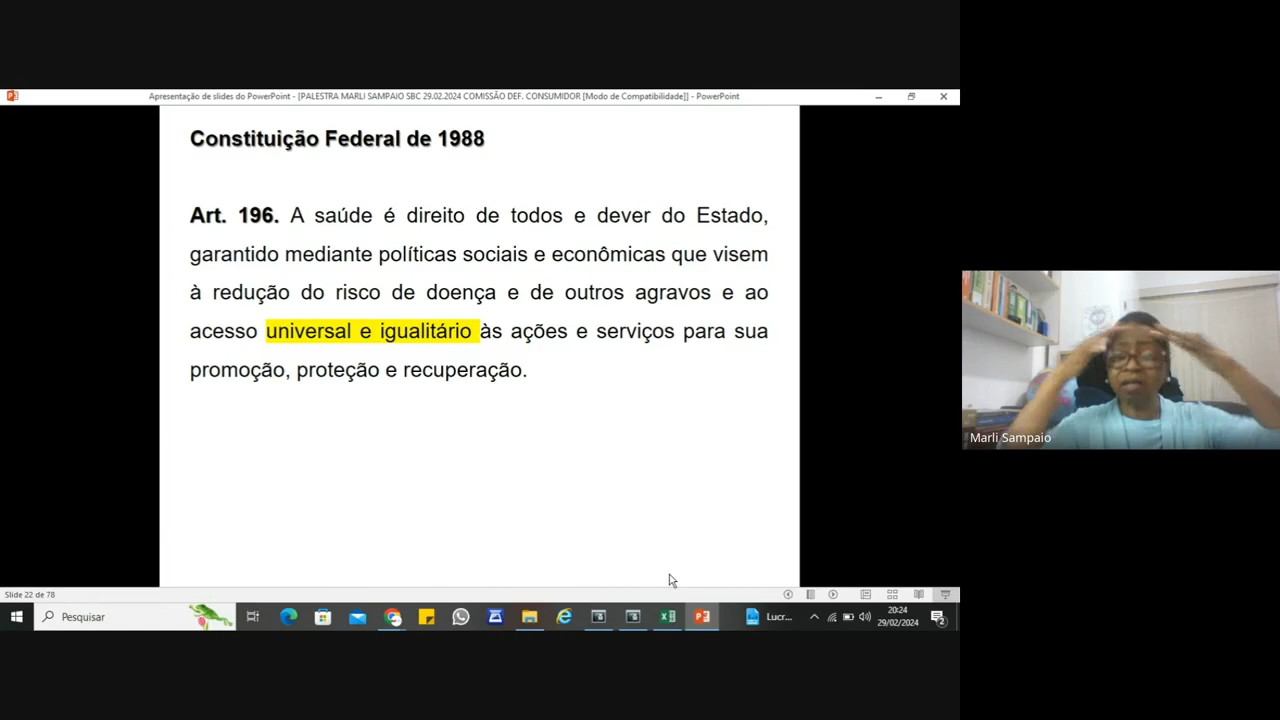 Apresentação de slides do PowerPoint - [PALESTRA MARLI SAMPAIO SBC 29.02.2024 COMISSÃO DEF. CONSUMIDOR [Modo de Compatibilidade]] - PowerPoint
Constituição Federal de 1988
Art. 196. A saúde é direito de todos e dever do Estado,
garantido mediante políticas sociais e econômicas que visem
à redução do risco de doença e de outros agravos e ao
acesso universal e igualitário às ações e serviços para sua
promoção, proteção e recuperação.
Marli Sampaio
Slide 22 de 78
Pesquisar
Lucr...
20:24
29/02/2024
2